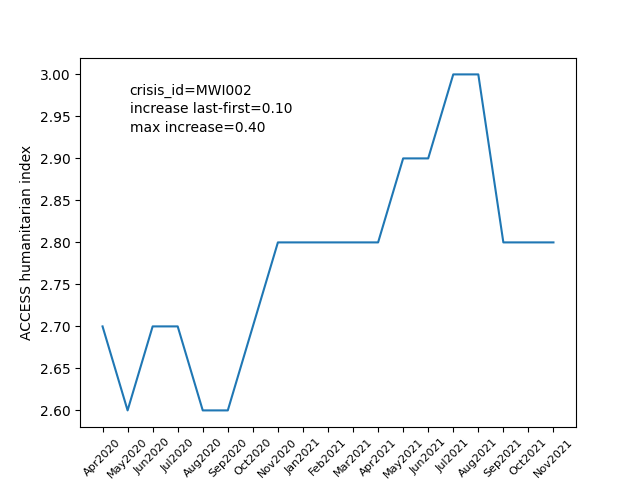 crisis_id=MWI002
increase last-first=0.10
max increase=0.40
ACCESS humanitarian index
3.00
2.95
2.90
2.85
2.80
2.75
2.70
2.65
2.60
Apr2020
May2020
Jun2020
Jul2020
Aug2020
Sep2020
Oct2020
Nov2020
Jan2021
Feb2021
Mar2021
Apr2021
May2021
Jun2021
Jul2021
Aug2021
Sep2021
Oct2021
Nov2021